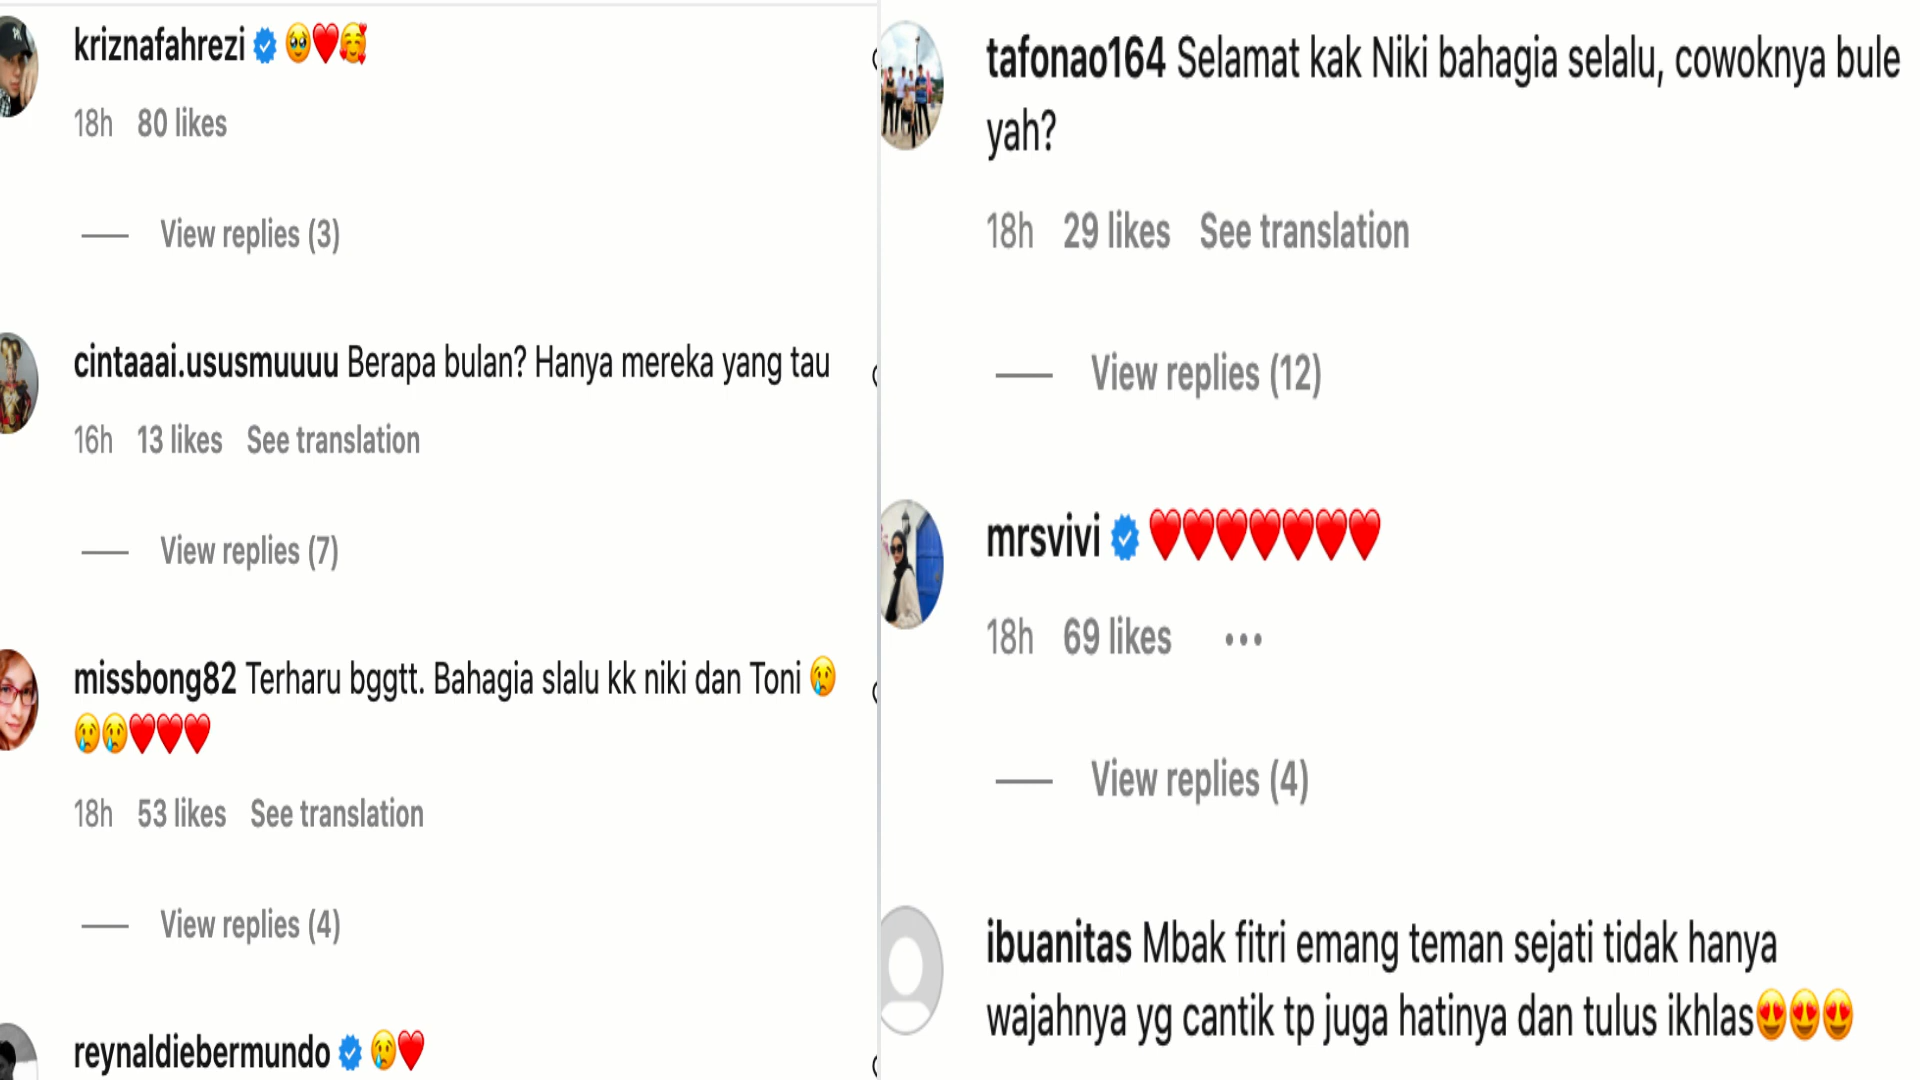 kriznafahrezi 🥹❤️🥰
18h 80 likes
View replies (3)
cintaaai.ususmuuuu Berapa bulan? Hanya mereka yang tau
16h 13 likes See translation
View replies (7)
missbong82 Terharu bggtt. Bahagia slalu kk niki dan Toni 😢
😢😢❤️❤️❤️
18h 53 likes See translation
View replies (4)
reynaldiebermundo 😢❤️
tafonao164 Selamat kak Niki bahagia selalu, cowoknya bule
yah?
18h 29 likes See translation
View replies (12)
mrsvivi ❤️❤️❤️❤️❤️❤️❤️
18h 69 likes •••
View replies (4)
ibuanitas Mbak fitri emang teman sejati tidak hanya
wajahnya yg cantik tp juga hatinya dan tulus ikhlas😍😍😍